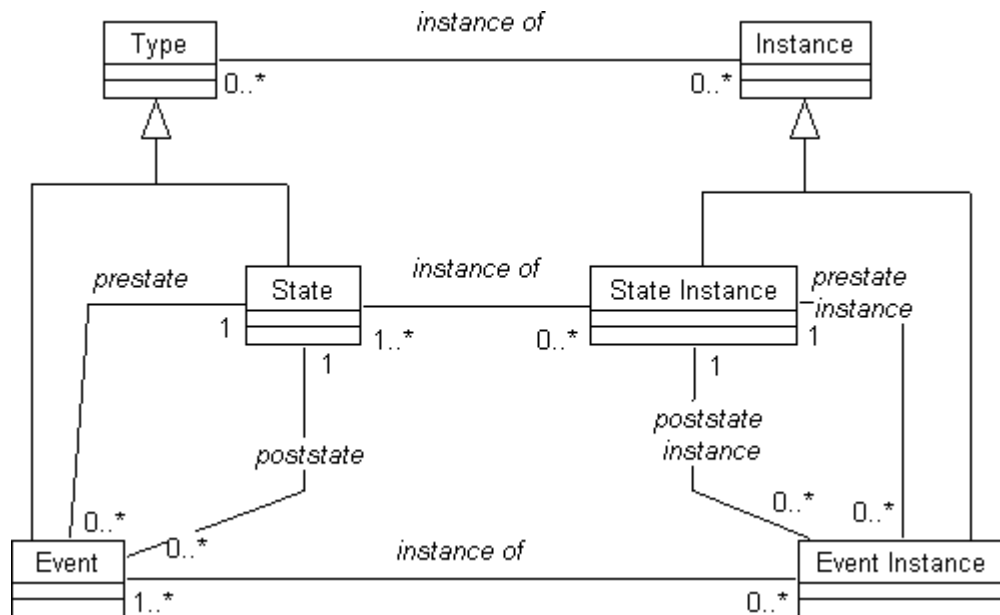 instance of
Type
Instance
0..*
0..*
prestate
State
instance of
State Instance
prestate
instance
1
1..*
0..*
1
1
1
poststate
poststate
instance
0..*
0..*
0..*
0..*
Event
instance of
Event Instance
1..*
0..*